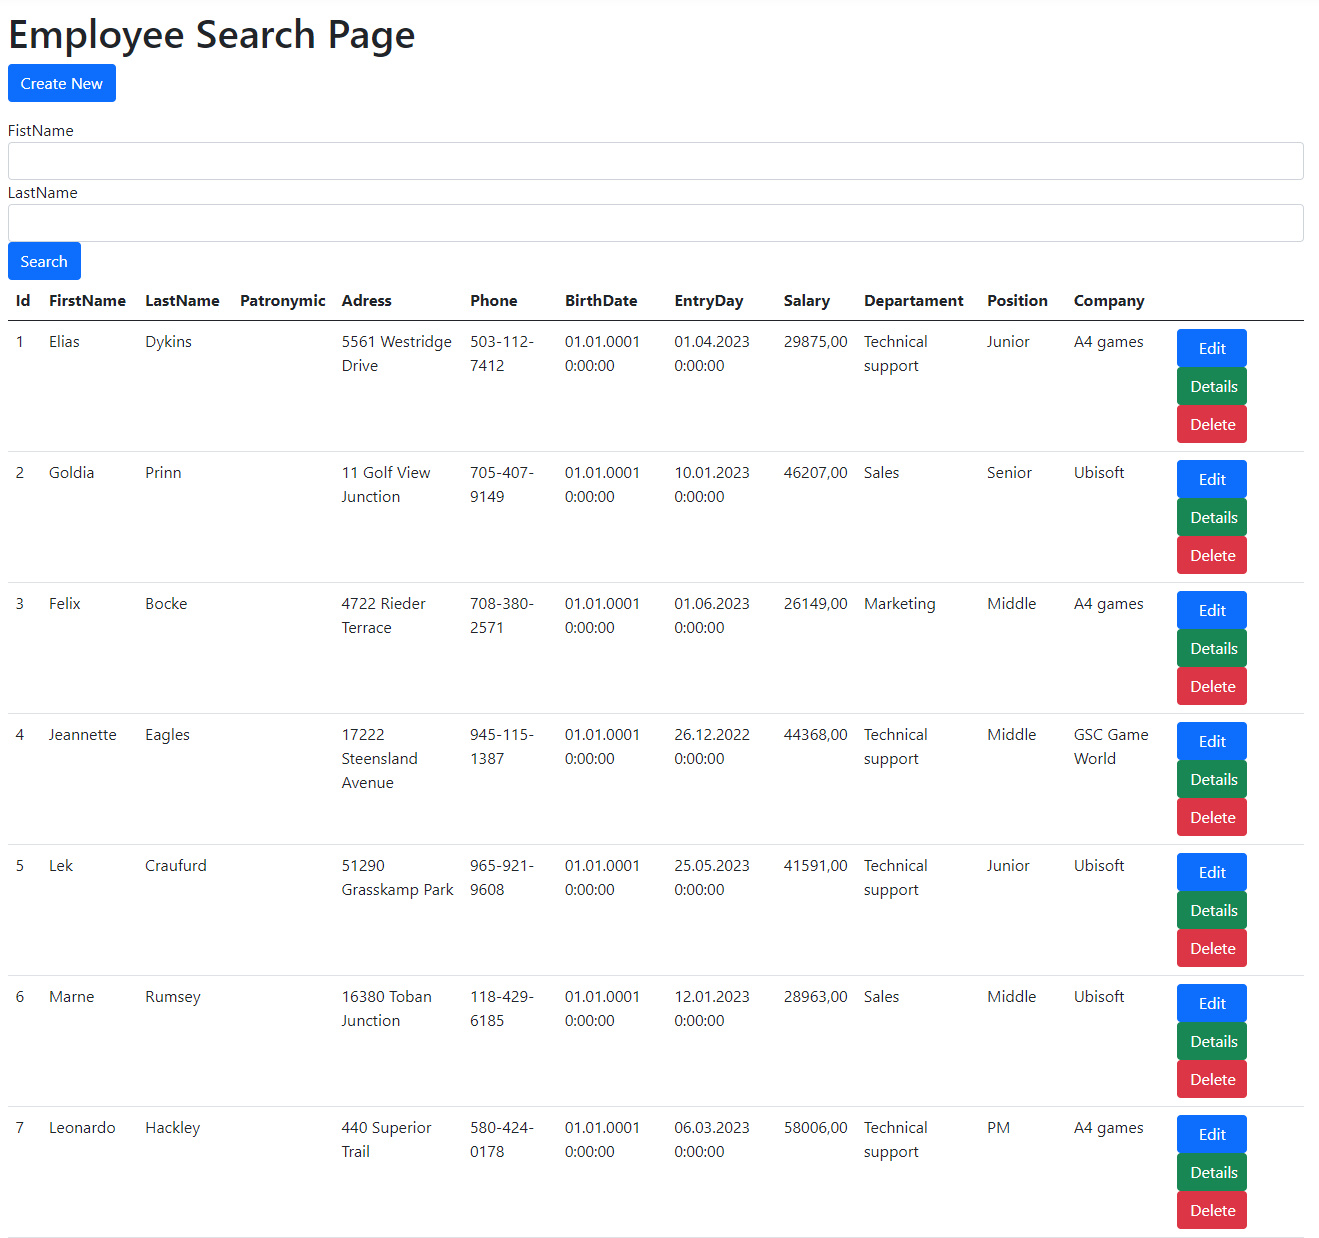 Employee Search Page
Create New
FistName
LastName
Search
Id FirstName LastName Patronymic Adress Phone BirthDate EntryDay Salary Departament Position Company
1 Elias Dykins 5561 Westridge 503-112- 01.01.0001 01.04.2023 29875,00 Technical Junior A4 games Edit
Drive 7412 0:00:00 0:00:00 support
Details
Delete
2 Goldia Prinn 11 Golf View 705-407- 01.01.0001 10.01.2023 46207,00 Sales Senior Ubisoft Edit
Junction 9149 0:00:00 0:00:00
Details
Delete
3 Felix Bocke 4722 Rieder 708-380- 01.01.0001 01.06.2023 26149,00 Marketing Middle A4 games Edit
Terrace 2571 0:00:00 0:00:00
Details
Delete
4 Jeannette Eagles 17222 945-115- 01.01.0001 26.12.2022 44368,00 Technical Middle GSC Game Edit
Steensland 1387 0:00:00 0:00:00 support World
Avenue Details
Delete
5 Lek Craufurd 51290 965-921- 01.01.0001 25.05.2023 41591,00 Technical Junior Ubisoft Edit
Grasskamp Park 9608 0:00:00 0:00:00 support
Details
Delete
6 Marne Rumsey 16380 Toban 118-429- 01.01.0001 12.01.2023 28963,00 Sales Middle Ubisoft Edit
Junction 6185 0:00:00 0:00:00
Details
Delete
7 Leonardo Hackley 440 Superior 580-424- 01.01.0001 06.03.2023 58006,00 Technical PM A4 games Edit
Trail 0178 0:00:00 0:00:00 support
Details
Delete